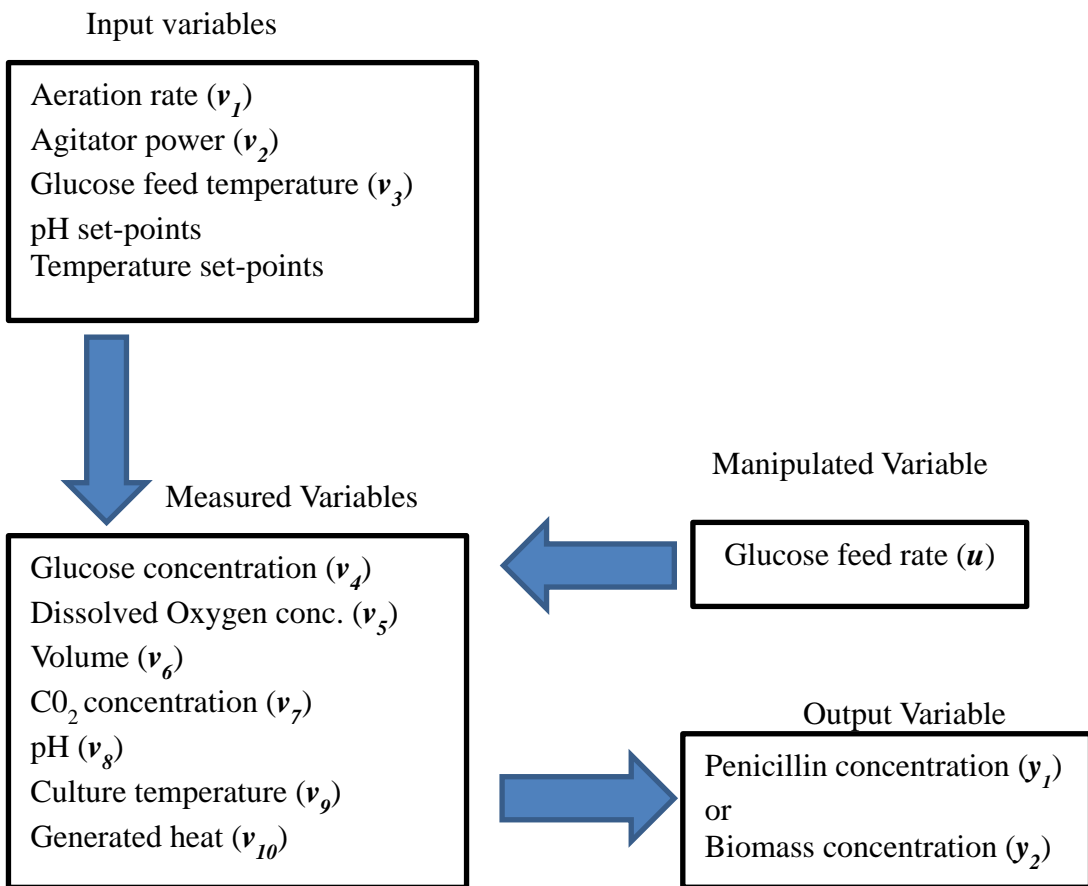 Input variables
Aeration rate (v₁)
Agitator power (v₂)
Glucose feed temperature (v₃)
pH set-points
Temperature set-points
Manipulated Variable
Glucose feed rate (u)
Measured Variables
Glucose concentration (v₄)
Dissolved Oxygen conc. (v₅)
Volume (v₆)
C0₂ concentration (v₇)
pH (v₈)
Culture temperature (v₉)
Generated heat (v₁₀)
Output Variable
Penicillin concentration (y₁)
or
Biomass concentration (y₂)